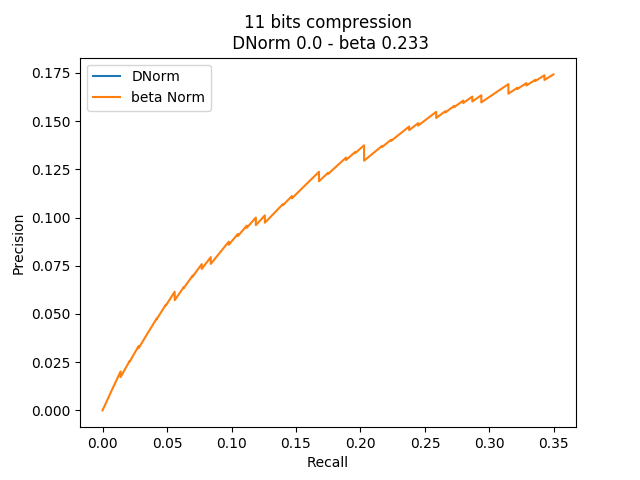 11 bits compression
DNorm 0.0 - beta 0.233
DNorm
beta Norm
0.175
0.150
0.125
0.100
0.075
0.050
0.025
0.000
Precision
0.00 0.05 0.10 0.15 0.20 0.25 0.30 0.35
Recall